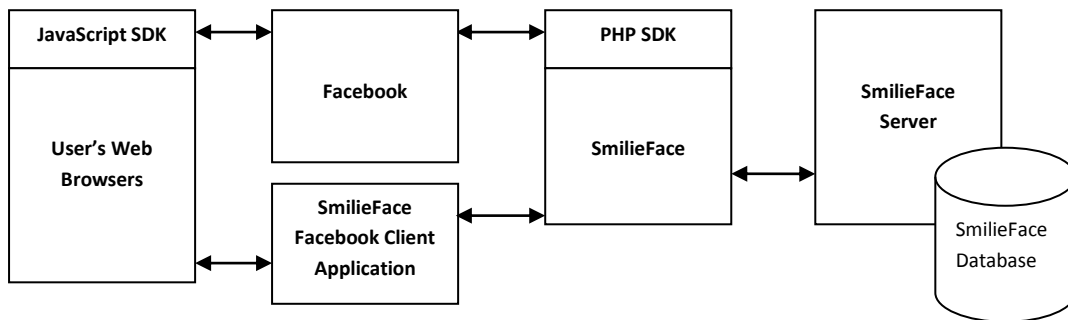 JavaScript SDK
User’s Web
Browsers
Facebook
SmilieFace
Facebook Client
Application
PHP SDK
SmilieFace
SmilieFace
Server
SmilieFace
Database